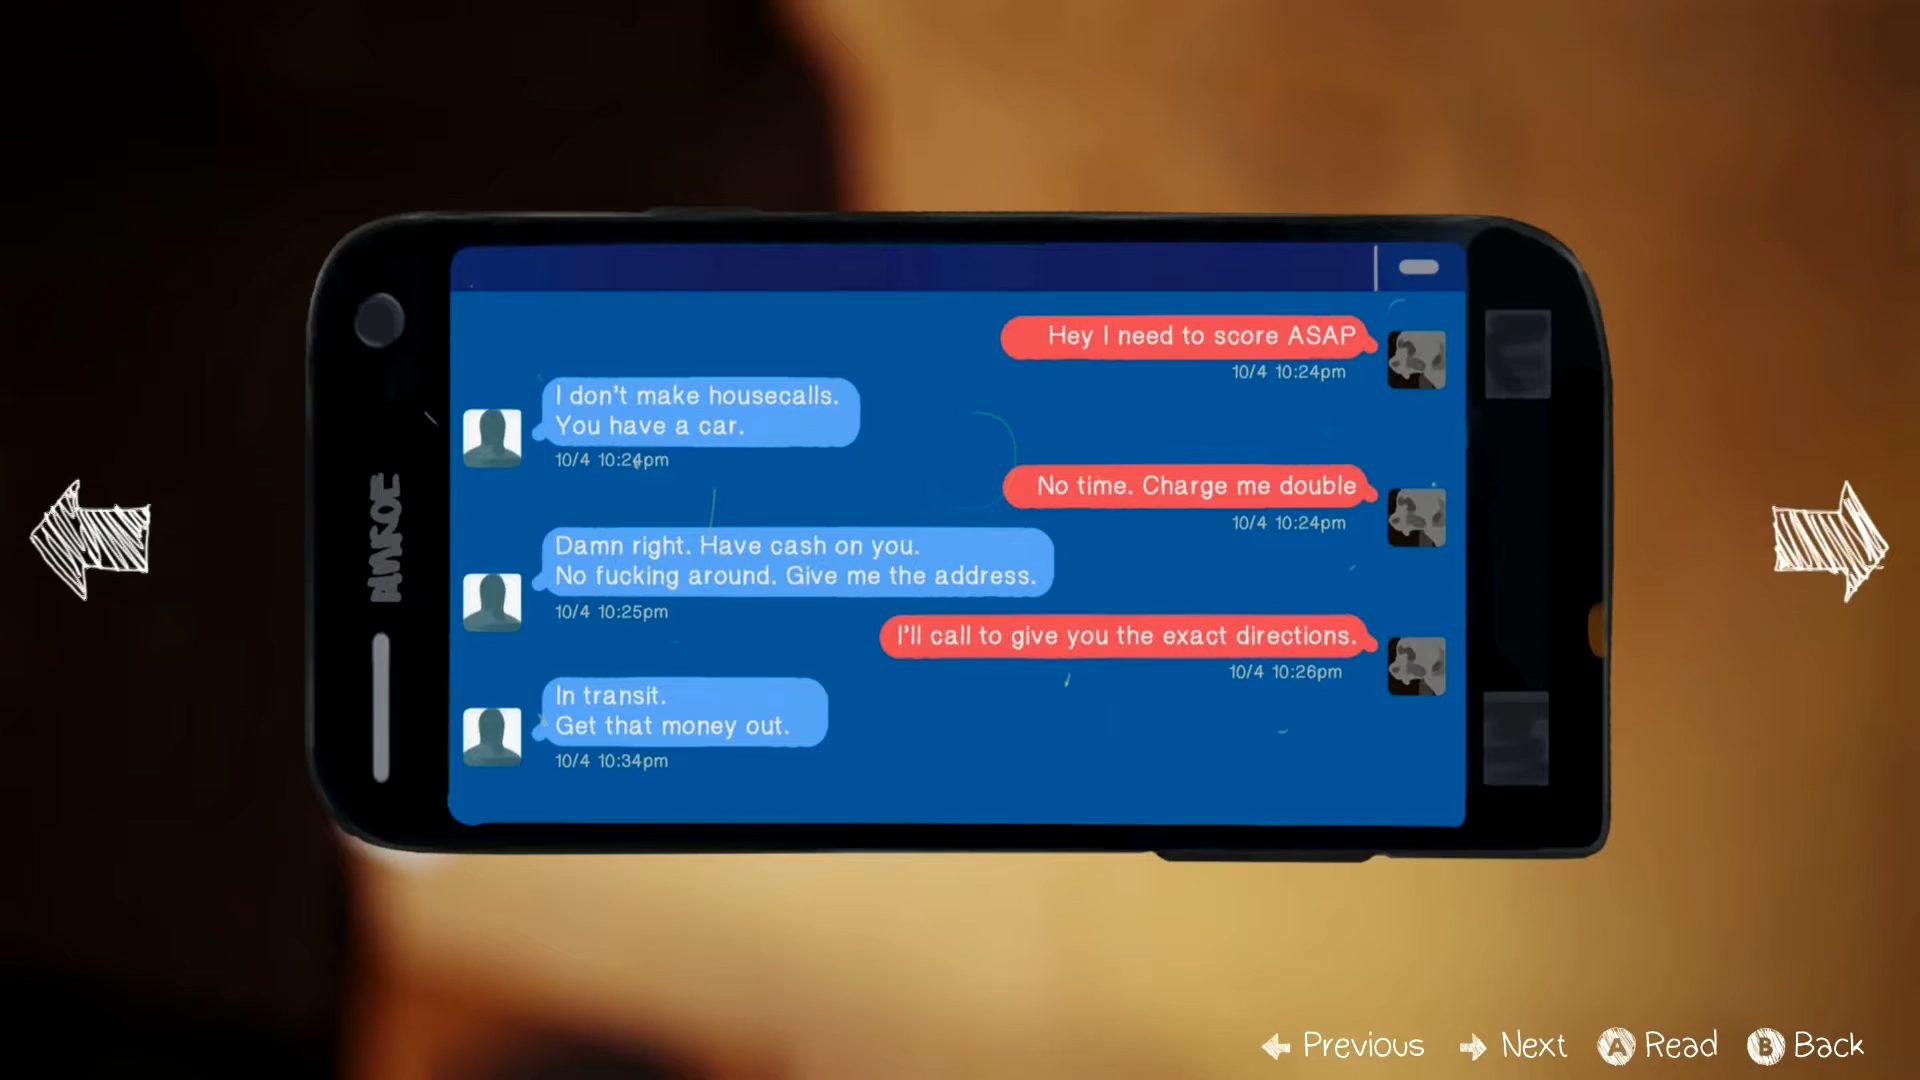 Hey I need to score ASAP
10/4 10:24pm
I don't make housecalls.
You have a car.
10/4 10:24pm
No time. Charge me double
10/4 10:24pm
Damn right. Have cash on you.
No fucking around. Give me the address.
10/4 10:25pm
I'll call to give you the exact directions.
10/4 10:26pm
In transit.
Get that money out.
10/4 10:34pm
Previous Next A Read B Back